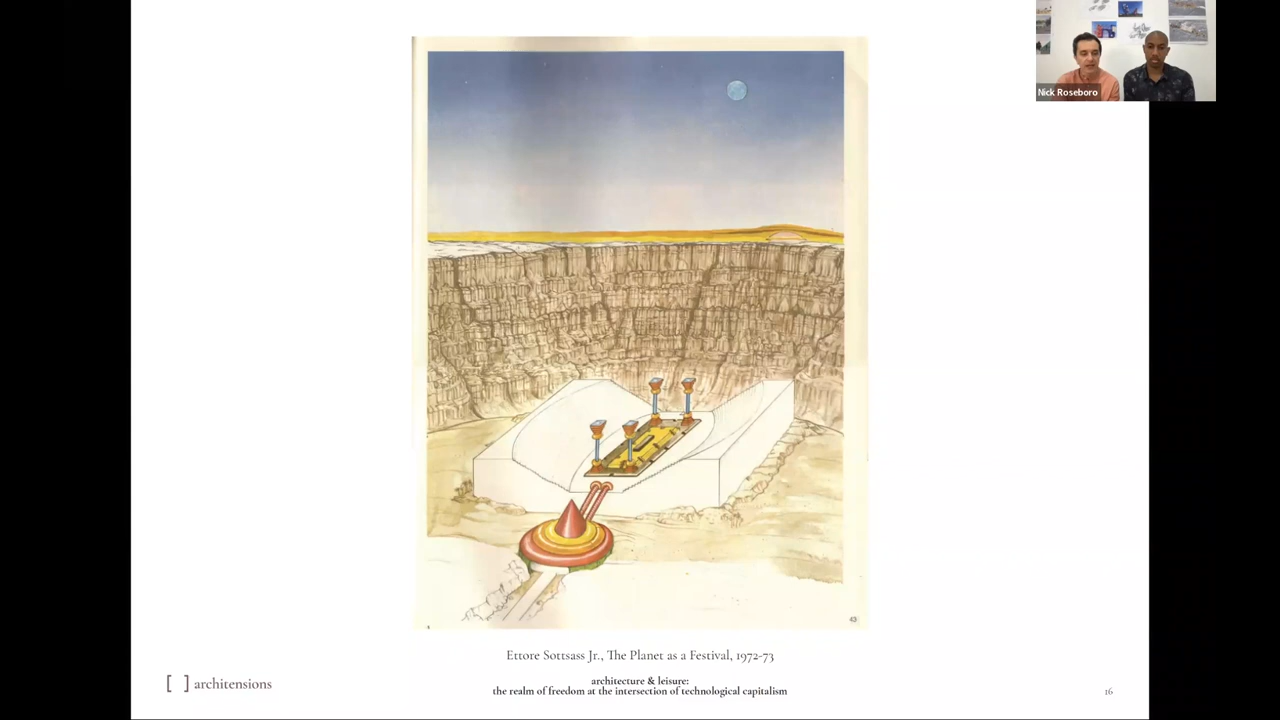 Nick Roseboro
43
Ettore Sottsass Jr., The Planet as a Festival, 1972-73
[ ] architensions
architecture & leisure:
the realm of freedom at the intersection of technological capitalism
16